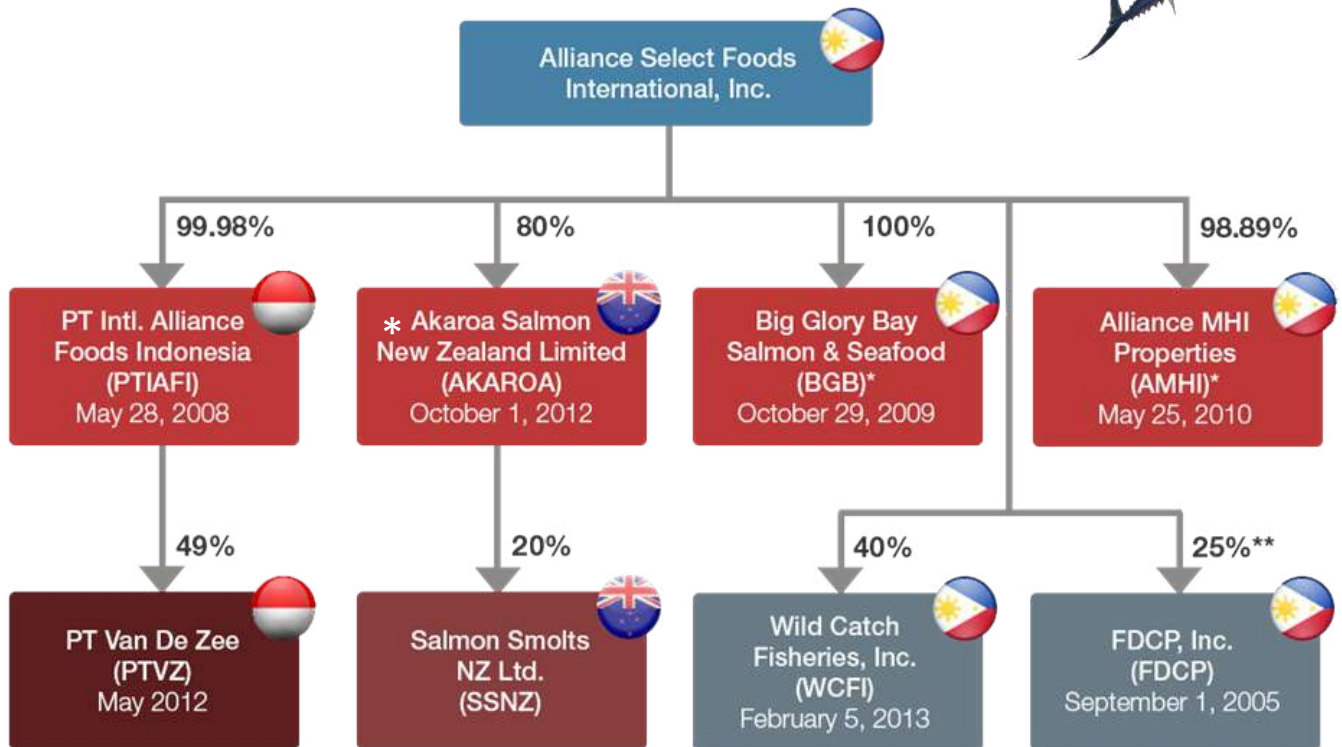 Alliance Select Foods
International, Inc.
99.98%
80%
100%
98.89%
PT Intl. Alliance
Foods Indonesia
(PTIAFI)
May 28, 2008
* Akaroa Salmon
New Zealand Limited
(AKAROA)
October 1, 2012
Big Glory Bay
Salmon & Seafood
(BGB)*
October 29, 2009
Alliance MHI
Properties
(AMHI)*
May 25, 2010
49%
20%
40%
25%**
PT Van De Zee
(PTVZ)
May 2012
Salmon Smolts
NZ Ltd.
(SSNZ)
Wild Catch
Fisheries, Inc.
(WCFI)
February 5, 2013
FDCP, Inc.
(FDCP)
September 1, 2005